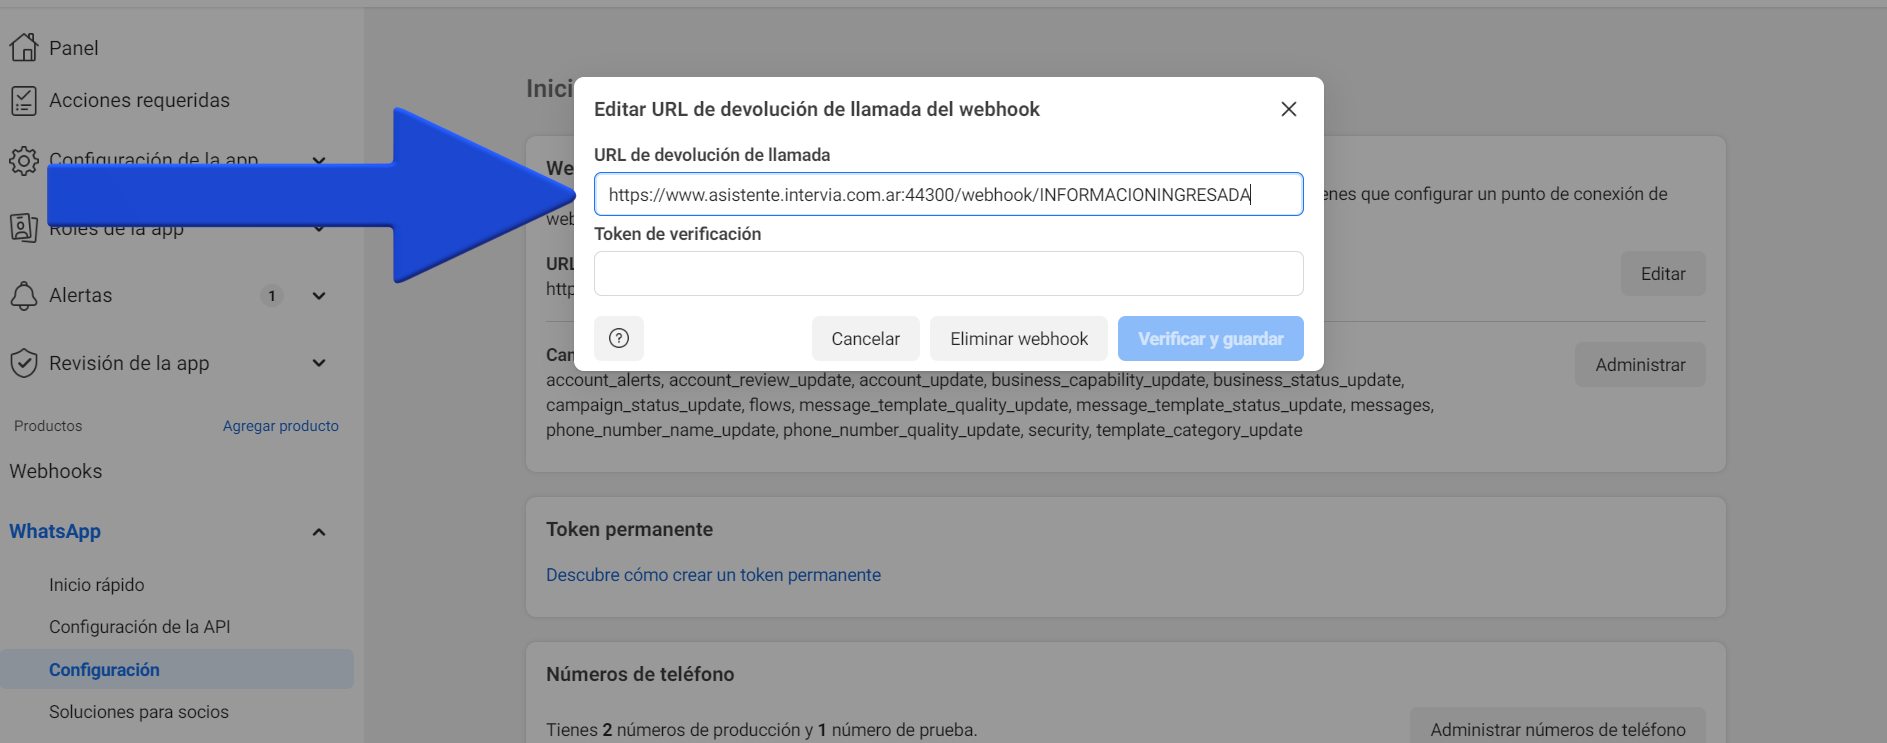 Panel
Acciones requeridas
Configuración de la app
Roles de la app
Alertas
1
Revisión de la app
Productos
Agregar producto
Webhooks
WhatsApp
Inicio rápido
Configuración de la API
Configuración
Soluciones para socios
Inici
Editar URL de devolución de llamada del webhook
URL de devolución de llamada
https://www.asistente.intervia.com.ar:44300/webhook/INFORMACIONINGRESADA
Token de verificación
?
Cancelar
Eliminar webhook
Verificar y guardar
We
enes que configurar un punto de conexión de
web
URL
http
Editar
Can
Administrar
account_alerts, account_review_update, account_update, business_capability_update, business_status_update,
campaign_status_update, flows, message_template_quality_update, message_template_status_update, messages,
phone_number_name_update, phone_number_quality_update, security, template_category_update
Token permanente
Descubre cómo crear un token permanente
Números de teléfono
Tienes 2 números de producción y 1 número de prueba.
Administrar números de teléfono